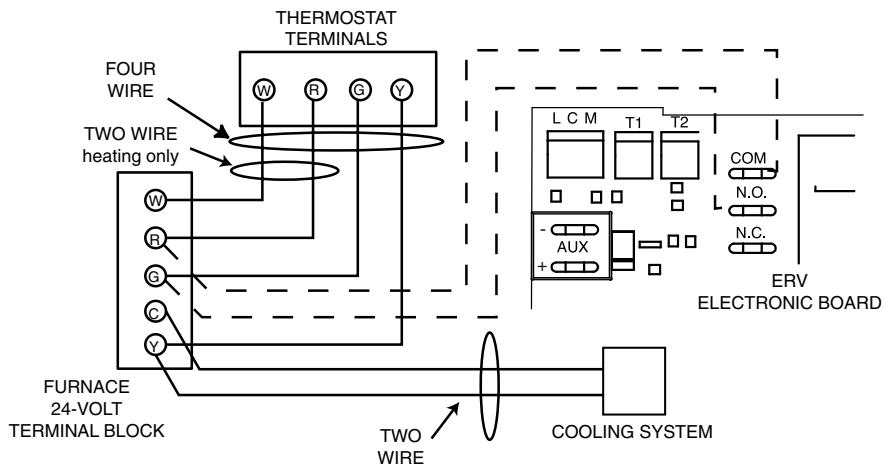 THERMOSTAT
TERMINALS
FOUR
WIRE
W R G Y
TWO WIRE
heating only
L C M T1 T2
COM
N.O.
N.C.
- 
AUX
+
ERV
ELECTRONIC BOARD
W
R
G
C
Y
FURNACE
24-VOLT
TERMINAL BLOCK
TWO
WIRE
COOLING SYSTEM